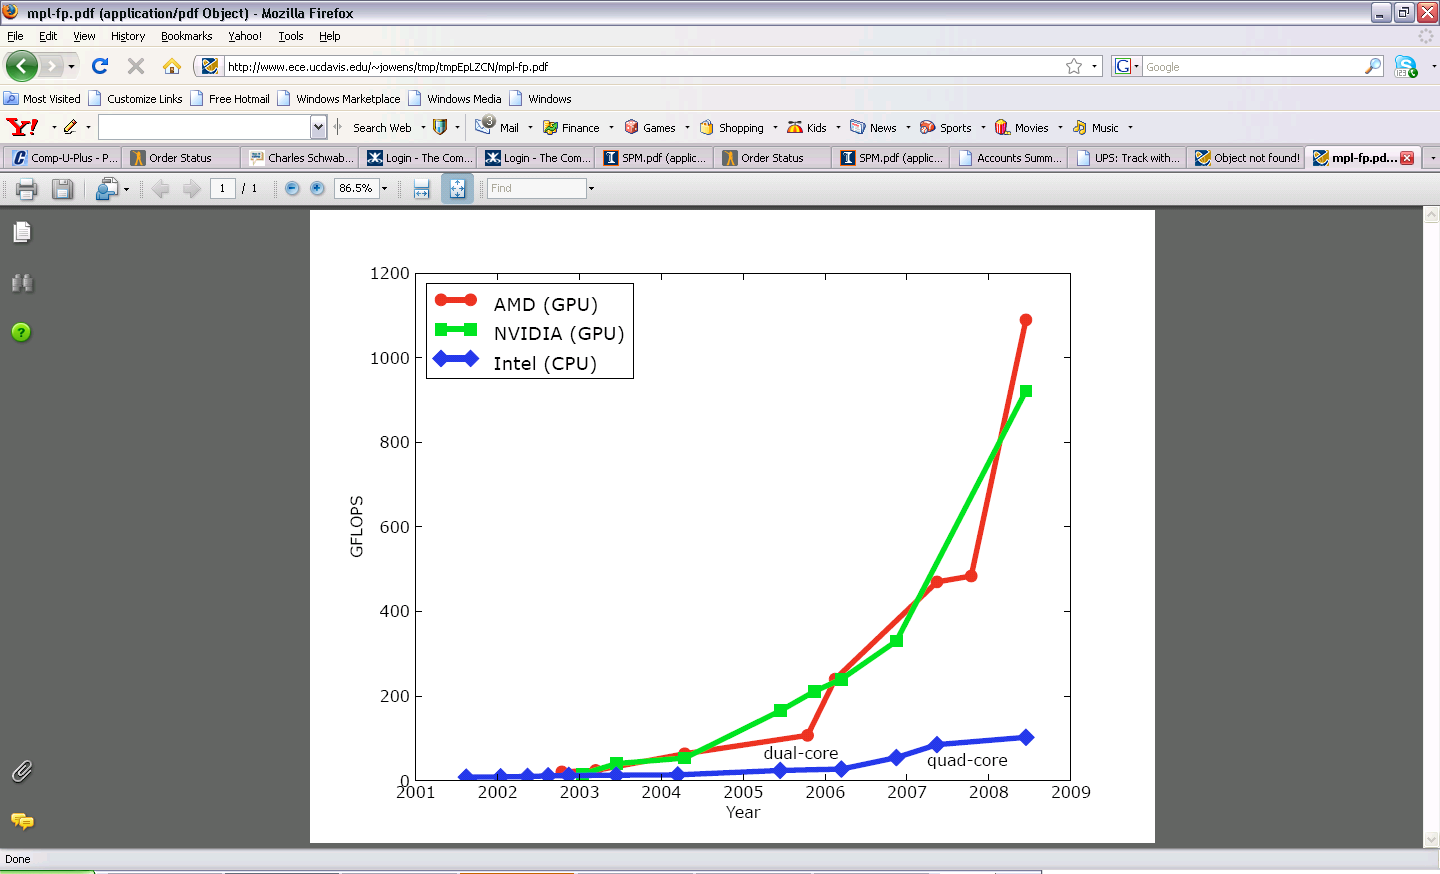 mpl-fp.pdf (application/pdf Object) - Mozilla Firefox
File Edit View History Bookmarks Yahoo! Tools Help
http://www.ece.ucdavis.edu/~jowens/tmp/tmpEpLZCN/mpl-fp.pdf
G Google
Most Visited Customize Links Free Hotmail Windows Marketplace Windows Media Windows
Y! Search Web 3 Mail Finance Games Shopping Kids News Sports Movies Music
Comp-U-Plus - P... Order Status Charles Schwab... Login - The Com... Login - The Com... SPM.pdf (applic... Order Status SPM.pdf (applic... Accounts Summ... UPS: Track with... Object not found! mpl-fp.pd...
1 / 1 86.5% Find
1200
1000
800
600
400
200
0
GFLOPS
AMD (GPU)
NVIDIA (GPU)
Intel (CPU)
dual-core
quad-core
2001 2002 2003 2004 2005 2006 2007 2008 2009
Year
Done